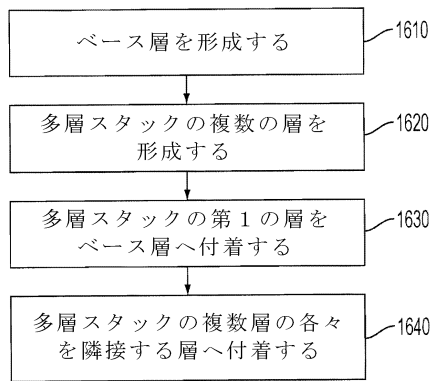 ベース層を形成する
1610
多層スタックの複数の層を
形成する
1620
多層スタックの第1の層を
ベース層へ付着する
1630
多層スタックの複数層の各々
を隣接する層へ付着する
1640